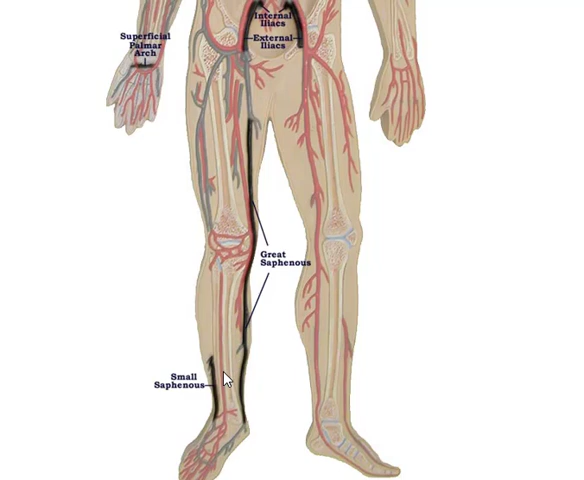 Internal
Iliacs
Superficial
Palmar
Arch
External
Iliacs
Great
Saphenous
Small
Saphenous